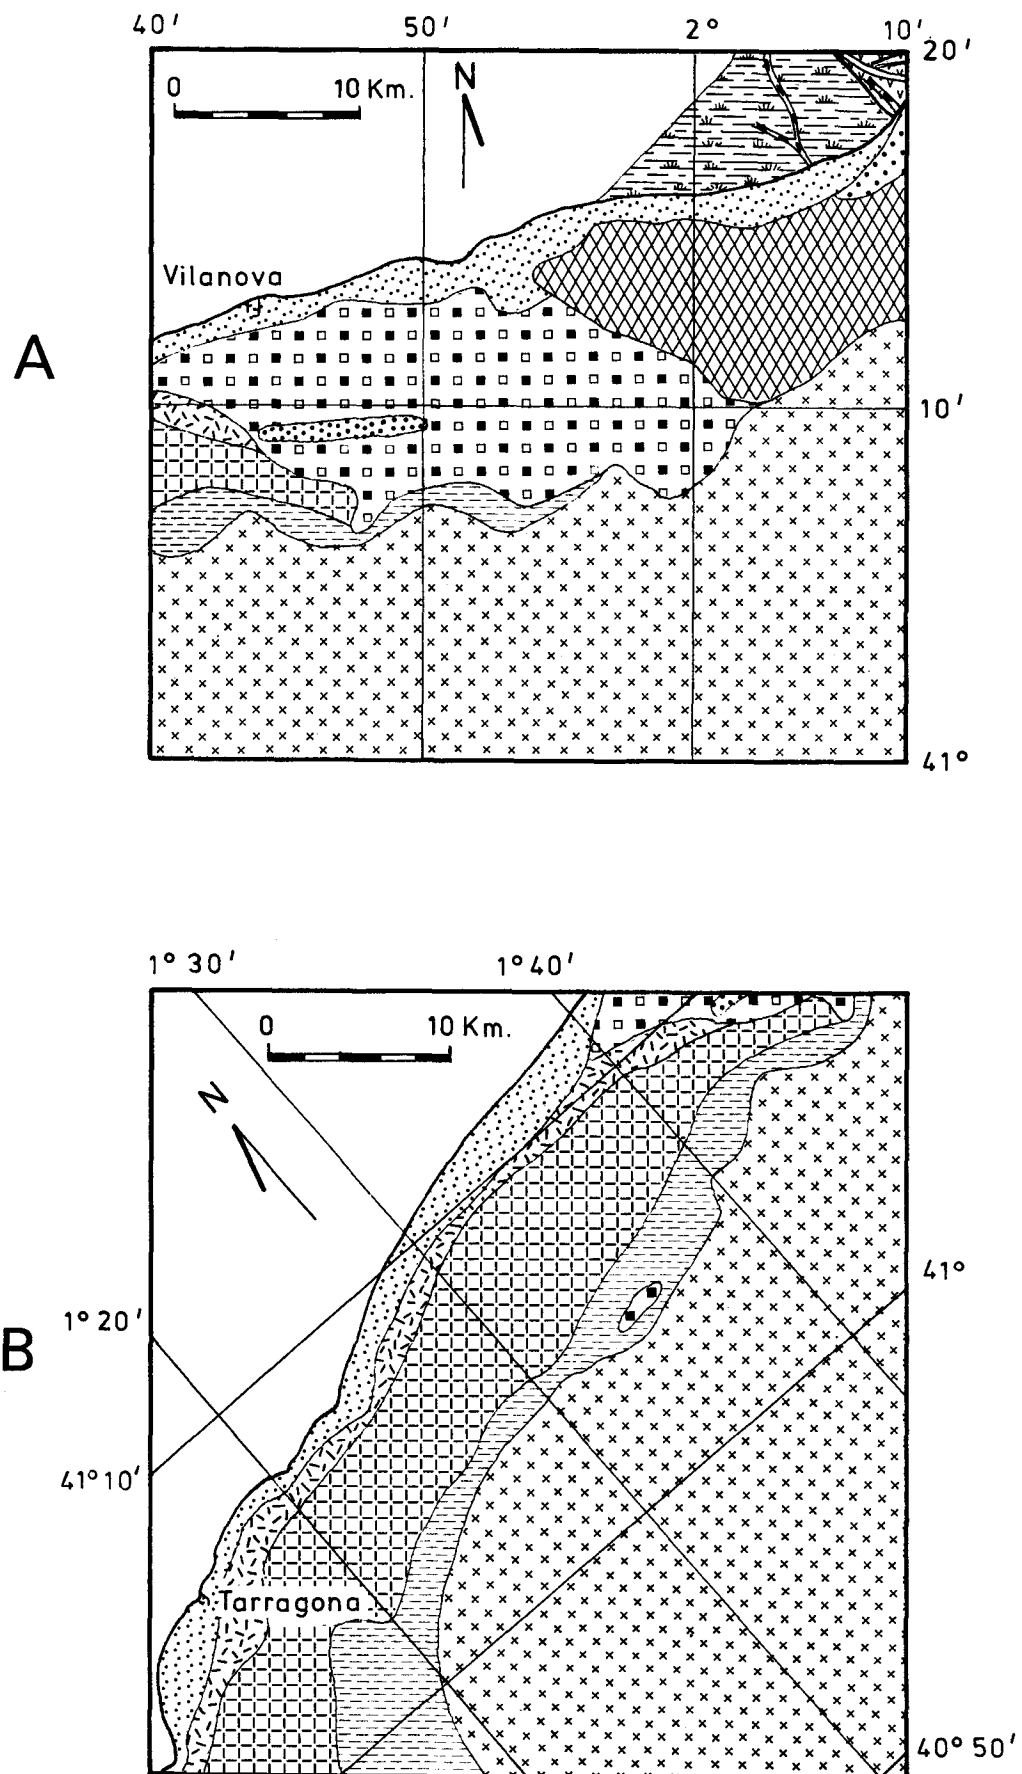 40′ 50′ 2° 10′
20′
0 10 Km.
N
Vilanova
A
10′
41°
1° 30′ 1° 40′
0 10 Km.
N
41°
1° 20′
B
41° 10′
Tarragona
40° 50′